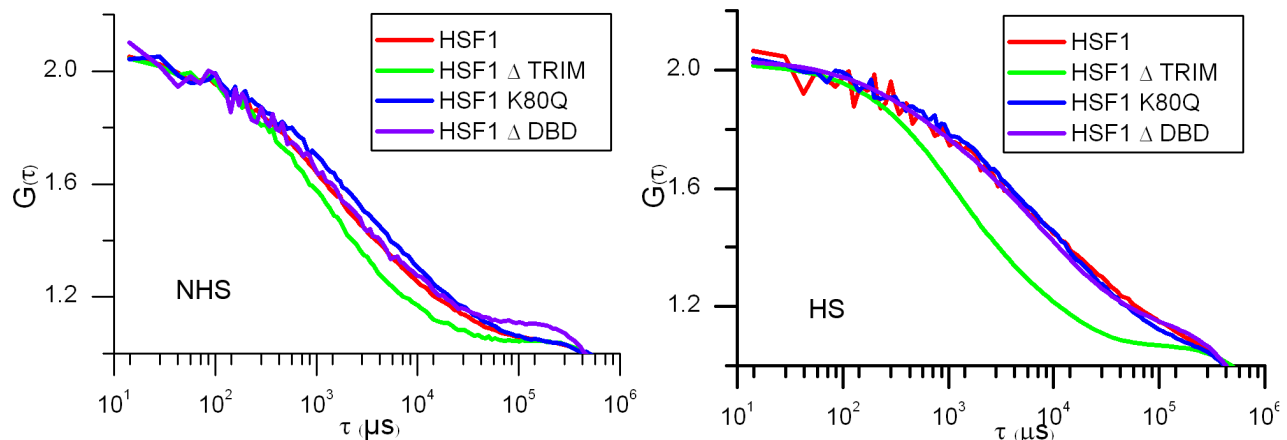 HSF1
HSF1 Δ TRIM
HSF1 K80Q
HSF1 Δ DBD
2.0
1.6
1.2
G(τ)
NHS
10¹ 10² 10³ 10⁴ 10⁵ 10⁶
τ (μs)
HSF1
HSF1 Δ TRIM
HSF1 K80Q
HSF1 Δ DBD
2.0
1.6
1.2
G(τ)
HS
10¹ 10² 10³ 10⁴ 10⁵ 10⁶
τ (μs)